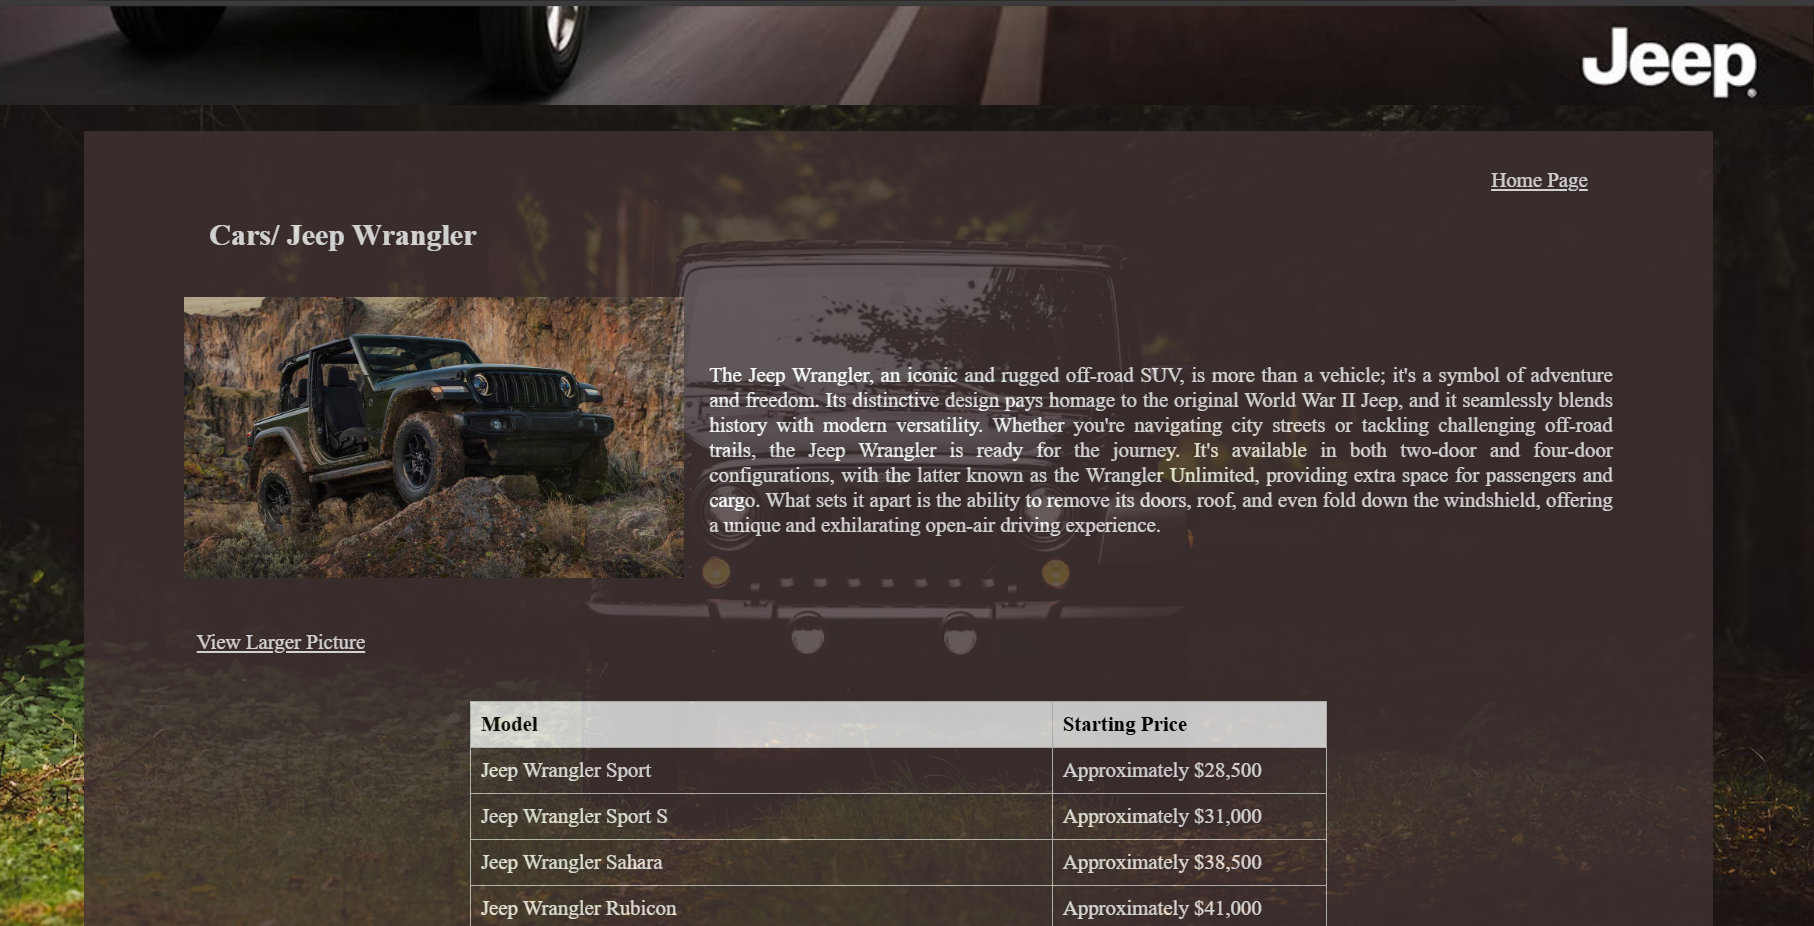 Jeep
Home Page
Cars/ Jeep Wrangler
The Jeep Wrangler, an iconic and rugged off-road SUV, is more than a vehicle; it's a symbol of adventure
and freedom. Its distinctive design pays homage to the original World War II Jeep, and it seamlessly blends
history with modern versatility. Whether you're navigating city streets or tackling challenging off-road
trails, the Jeep Wrangler is ready for the journey. It's available in both two-door and four-door
configurations, with the latter known as the Wrangler Unlimited, providing extra space for passengers and
cargo. What sets it apart is the ability to remove its doors, roof, and even fold down the windshield, offering
a unique and exhilarating open-air driving experience.
View Larger Picture
Model Starting Price
Jeep Wrangler Sport Approximately $28,500
Jeep Wrangler Sport S Approximately $31,000
Jeep Wrangler Sahara Approximately $38,500
Jeep Wrangler Rubicon Approximately $41,000